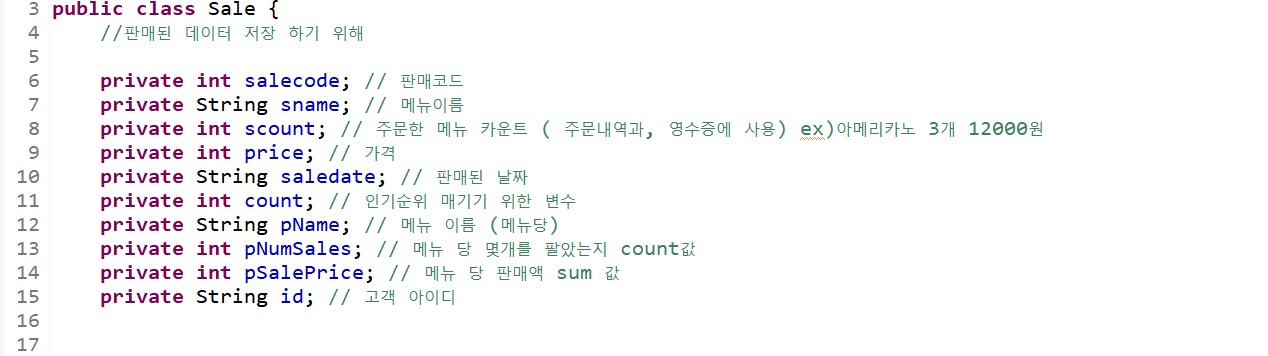 3 public class Sale {
4 //판매된 데이터 저장 하기 위해
5
6 private int salecode; // 판매코드
7 private String sname; // 메뉴이름
8 private int scount; // 주문한 메뉴 카운트 ( 주문내역과, 영수증에 사용) ex)아메리카노 3개 12000원
9 private int price; // 가격
10 private String saledate; // 판매된 날짜
11 private int count; // 인기순위 매기기 위한 변수
12 private String pName; // 메뉴 이름 (메뉴당)
13 private int pNumSales; // 메뉴 당 몇개를 팔았는지 count값
14 private int pSalePrice; // 메뉴 당 판매액 sum 값
15 private String id; // 고객 아이디
16
17